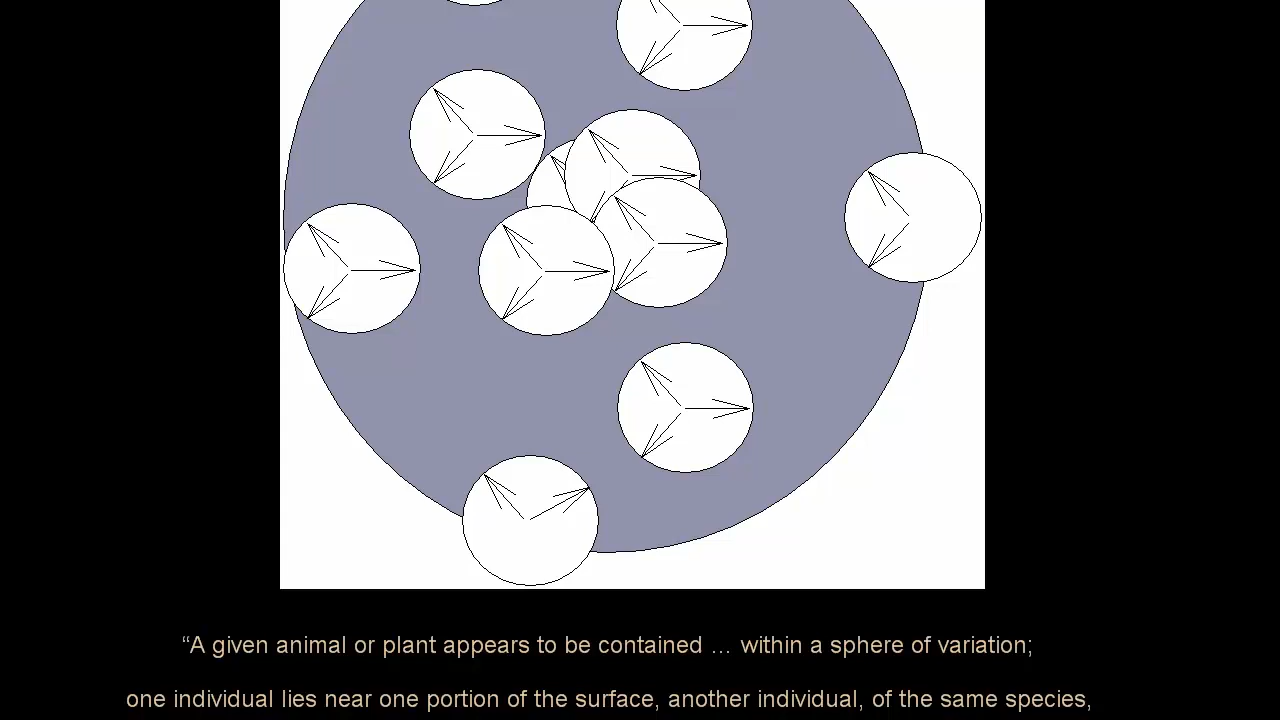 “A given animal or plant appears to be contained … within a sphere of variation;
one individual lies near one portion of the surface, another individual, of the same species,